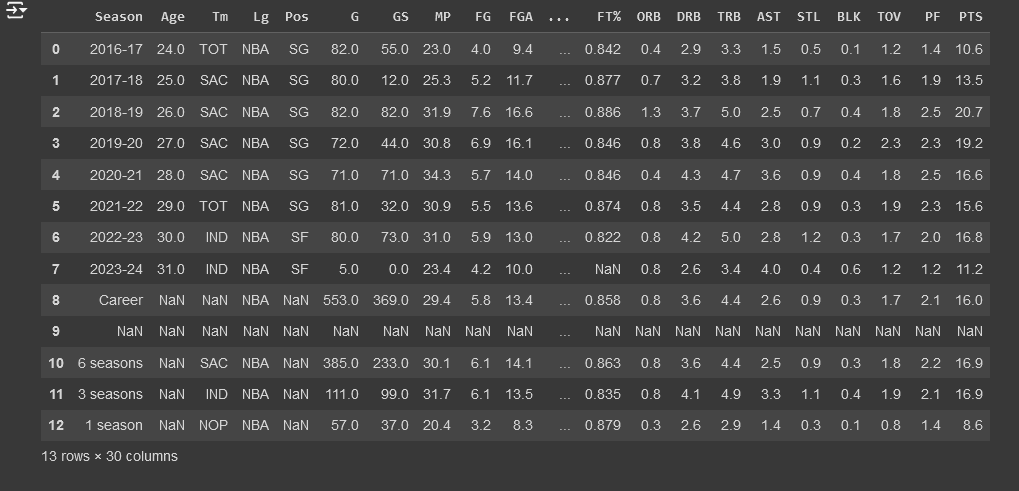 Season Age Tm Lg Pos G GS MP FG FGA ... FT% ORB DRB TRB AST STL BLK TOV PF PTS
0 2016-17 24.0 TOT NBA SG 82.0 55.0 23.0 4.0 9.4 ... 0.842 0.4 2.9 3.3 1.5 0.5 0.1 1.2 1.4 10.6
1 2017-18 25.0 SAC NBA SG 80.0 12.0 25.3 5.2 11.7 ... 0.877 0.7 3.2 3.8 1.9 1.1 0.3 1.6 1.9 13.5
2 2018-19 26.0 SAC NBA SG 82.0 82.0 31.9 7.6 16.6 ... 0.886 1.3 3.7 5.0 2.5 0.7 0.4 1.8 2.5 20.7
3 2019-20 27.0 SAC NBA SG 72.0 44.0 30.8 6.9 16.1 ... 0.846 0.8 3.8 4.6 3.0 0.9 0.2 2.3 2.3 19.2
4 2020-21 28.0 SAC NBA SG 71.0 71.0 34.3 5.7 14.0 ... 0.846 0.4 4.3 4.7 3.6 0.9 0.4 1.8 2.5 16.6
5 2021-22 29.0 TOT NBA SG 81.0 32.0 30.9 5.5 13.6 ... 0.874 0.8 3.5 4.4 2.8 0.9 0.3 1.9 2.3 15.6
6 2022-23 30.0 IND NBA SF 80.0 73.0 31.0 5.9 13.0 ... 0.822 0.8 4.2 5.0 2.8 1.2 0.3 1.7 2.0 16.8
7 2023-24 31.0 IND NBA SF 5.0 0.0 23.4 4.2 10.0 ... NaN 0.8 2.6 3.4 4.0 0.4 0.6 1.2 1.2 11.2
8 Career NaN NaN NBA NaN 553.0 369.0 29.4 5.8 13.4 ... 0.858 0.8 3.6 4.4 2.6 0.9 0.3 1.7 2.1 16.0
9 NaN NaN NaN NaN NaN NaN NaN NaN NaN NaN ... NaN NaN NaN NaN NaN NaN NaN NaN NaN NaN
10 6 seasons NaN SAC NBA NaN 385.0 233.0 30.1 6.1 14.1 ... 0.863 0.8 3.6 4.4 2.5 0.9 0.3 1.8 2.2 16.9
11 3 seasons NaN IND NBA NaN 111.0 99.0 31.7 6.1 13.5 ... 0.835 0.8 4.1 4.9 3.3 1.1 0.4 1.9 2.1 16.9
12 1 season NaN NOP NBA NaN 57.0 37.0 20.4 3.2 8.3 ... 0.879 0.3 2.6 2.9 1.4 0.3 0.1 0.8 1.4 8.6
13 rows × 30 columns